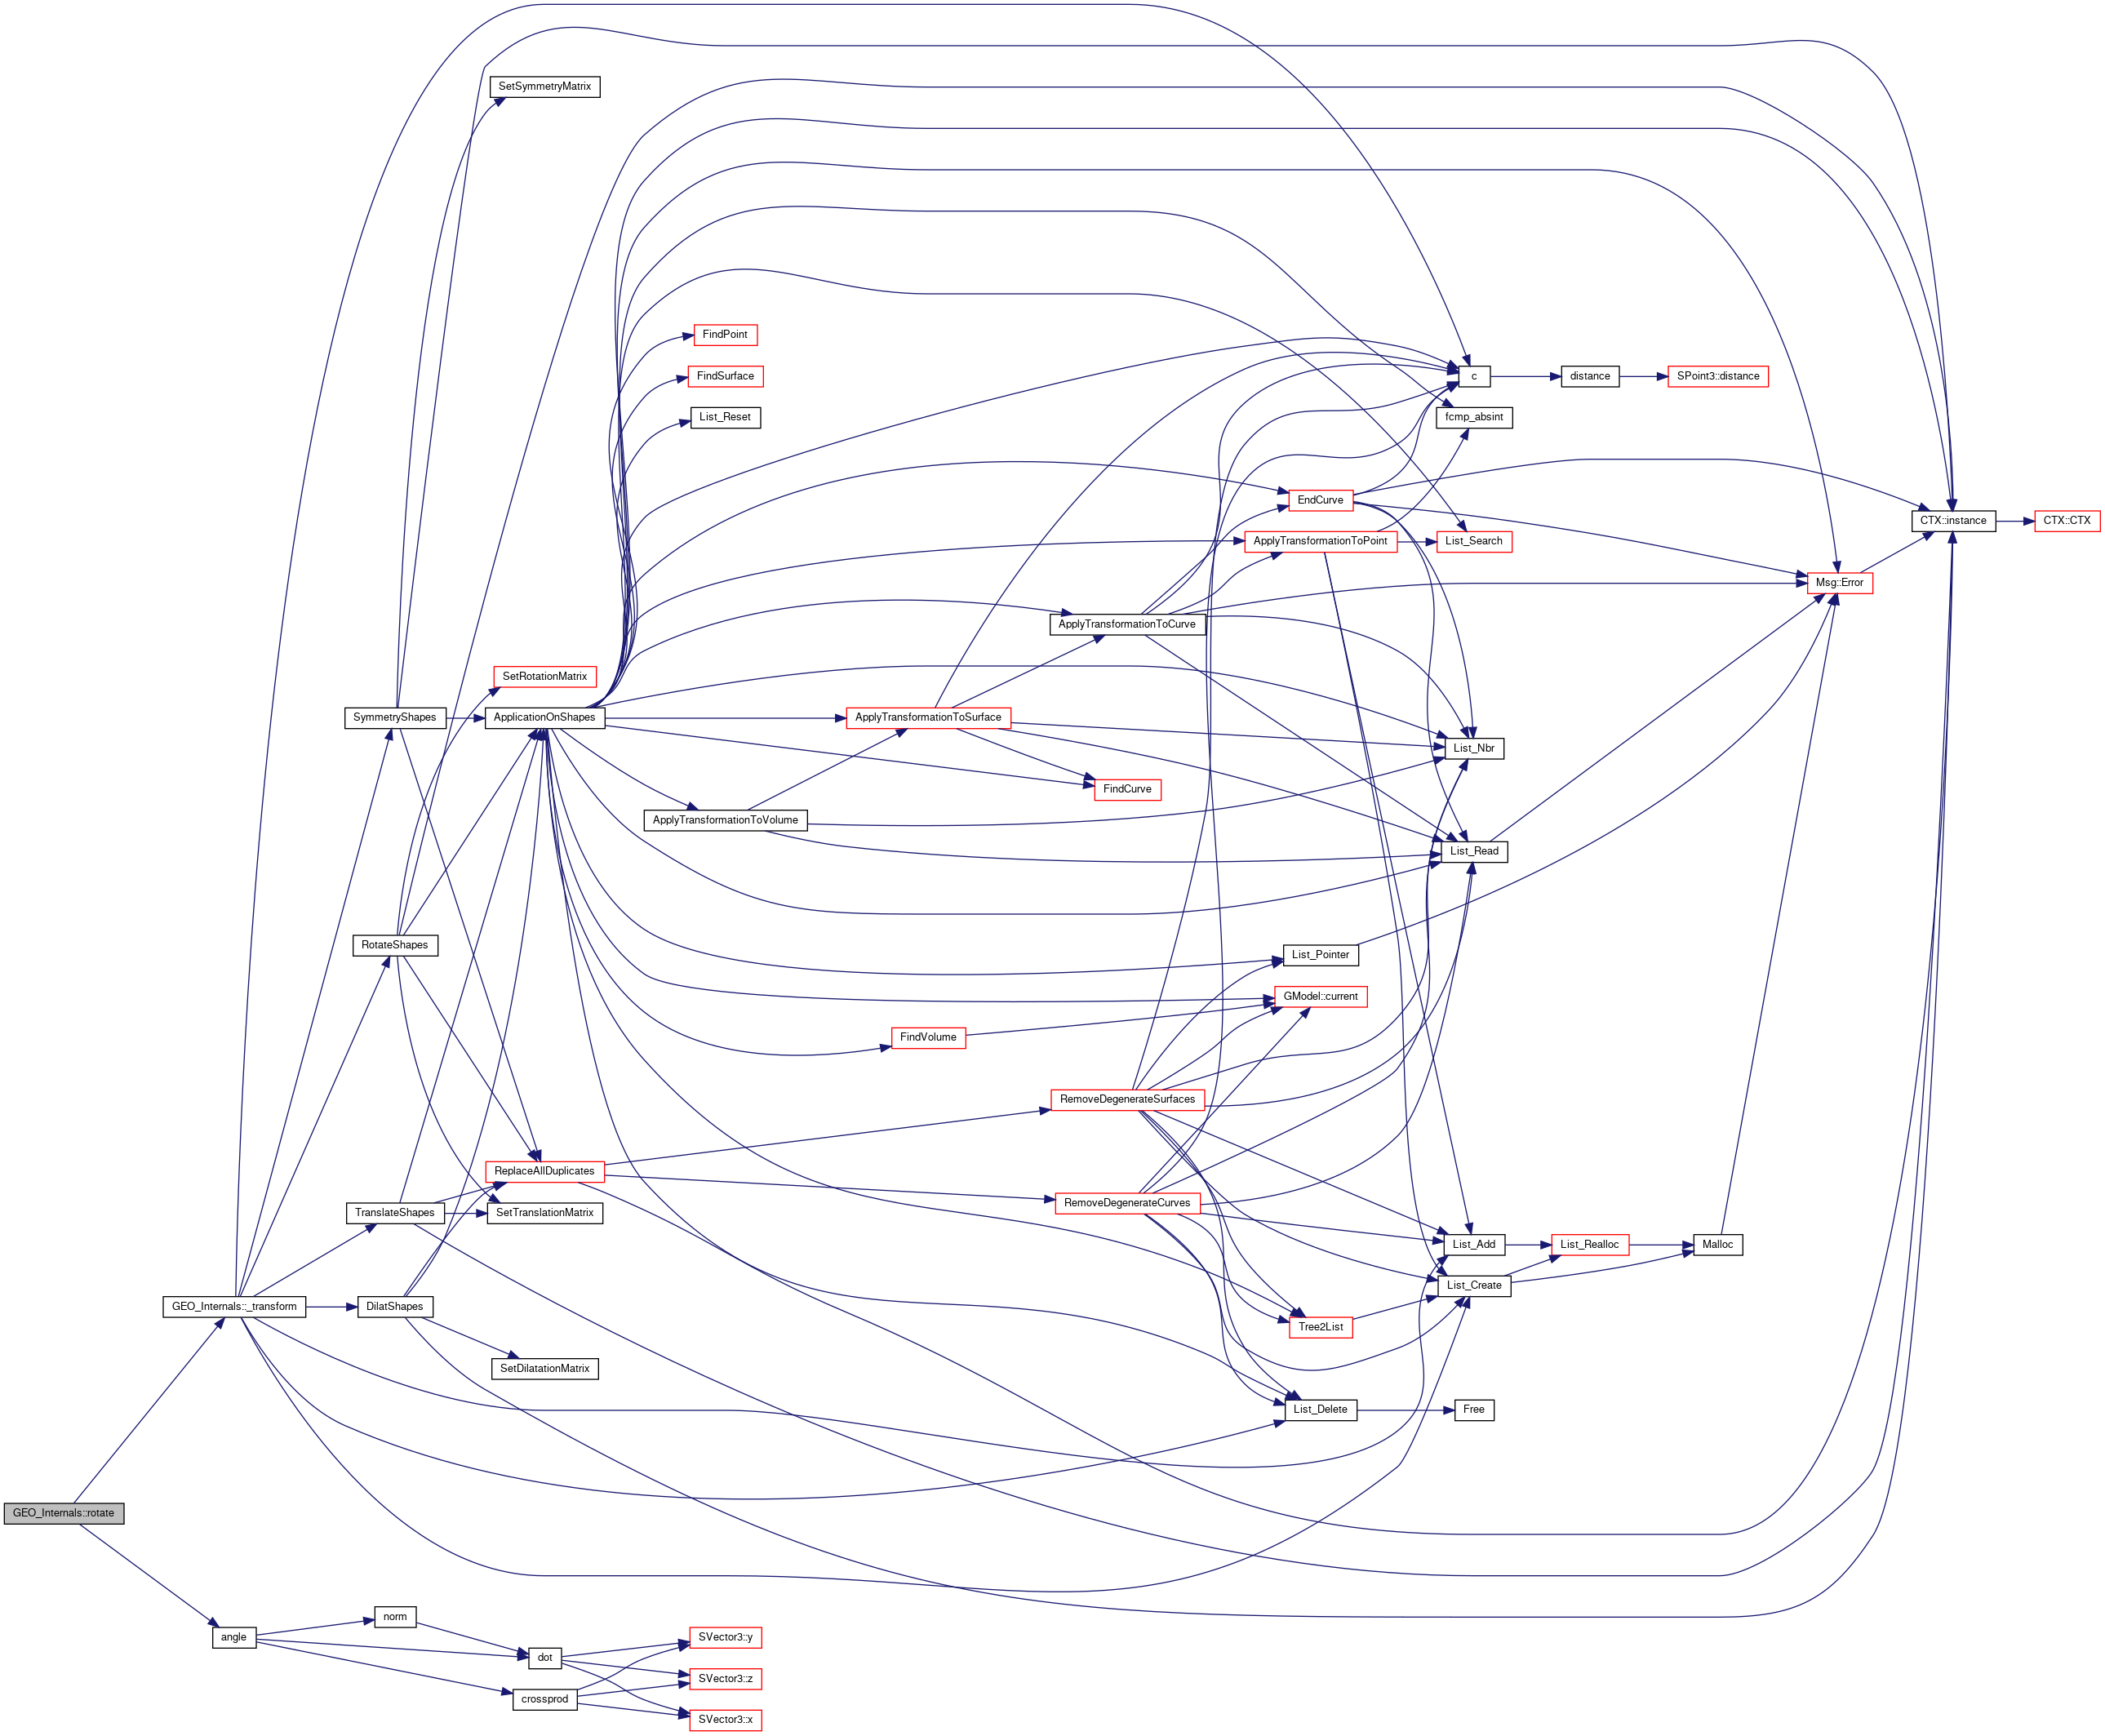 SetSymmetryMatrix
FindPoint
FindSurface
c
distance
SPoint3::distance
List_Reset
fcmp_absint
EndCurve
CTX::instance
CTX::CTX
ApplyTransformationToPoint
List_Search
Msg::Error
ApplyTransformationToCurve
SetRotationMatrix
SymmetryShapes
ApplicationOnShapes
ApplyTransformationToSurface
List_Nbr
FindCurve
ApplyTransformationToVolume
List_Read
RotateShapes
List_Pointer
GModel::current
FindVolume
RemoveDegenerateSurfaces
ReplaceAllDuplicates
RemoveDegenerateCurves
TranslateShapes
SetTranslationMatrix
List_Add
List_Realloc
Malloc
List_Create
GEO_Internals::_transform
DilatShapes
Tree2List
SetDilatationMatrix
List_Delete
Free
GEO_Internals::rotate
norm
angle
SVector3::y
dot
SVector3::z
crossprod
SVector3::x